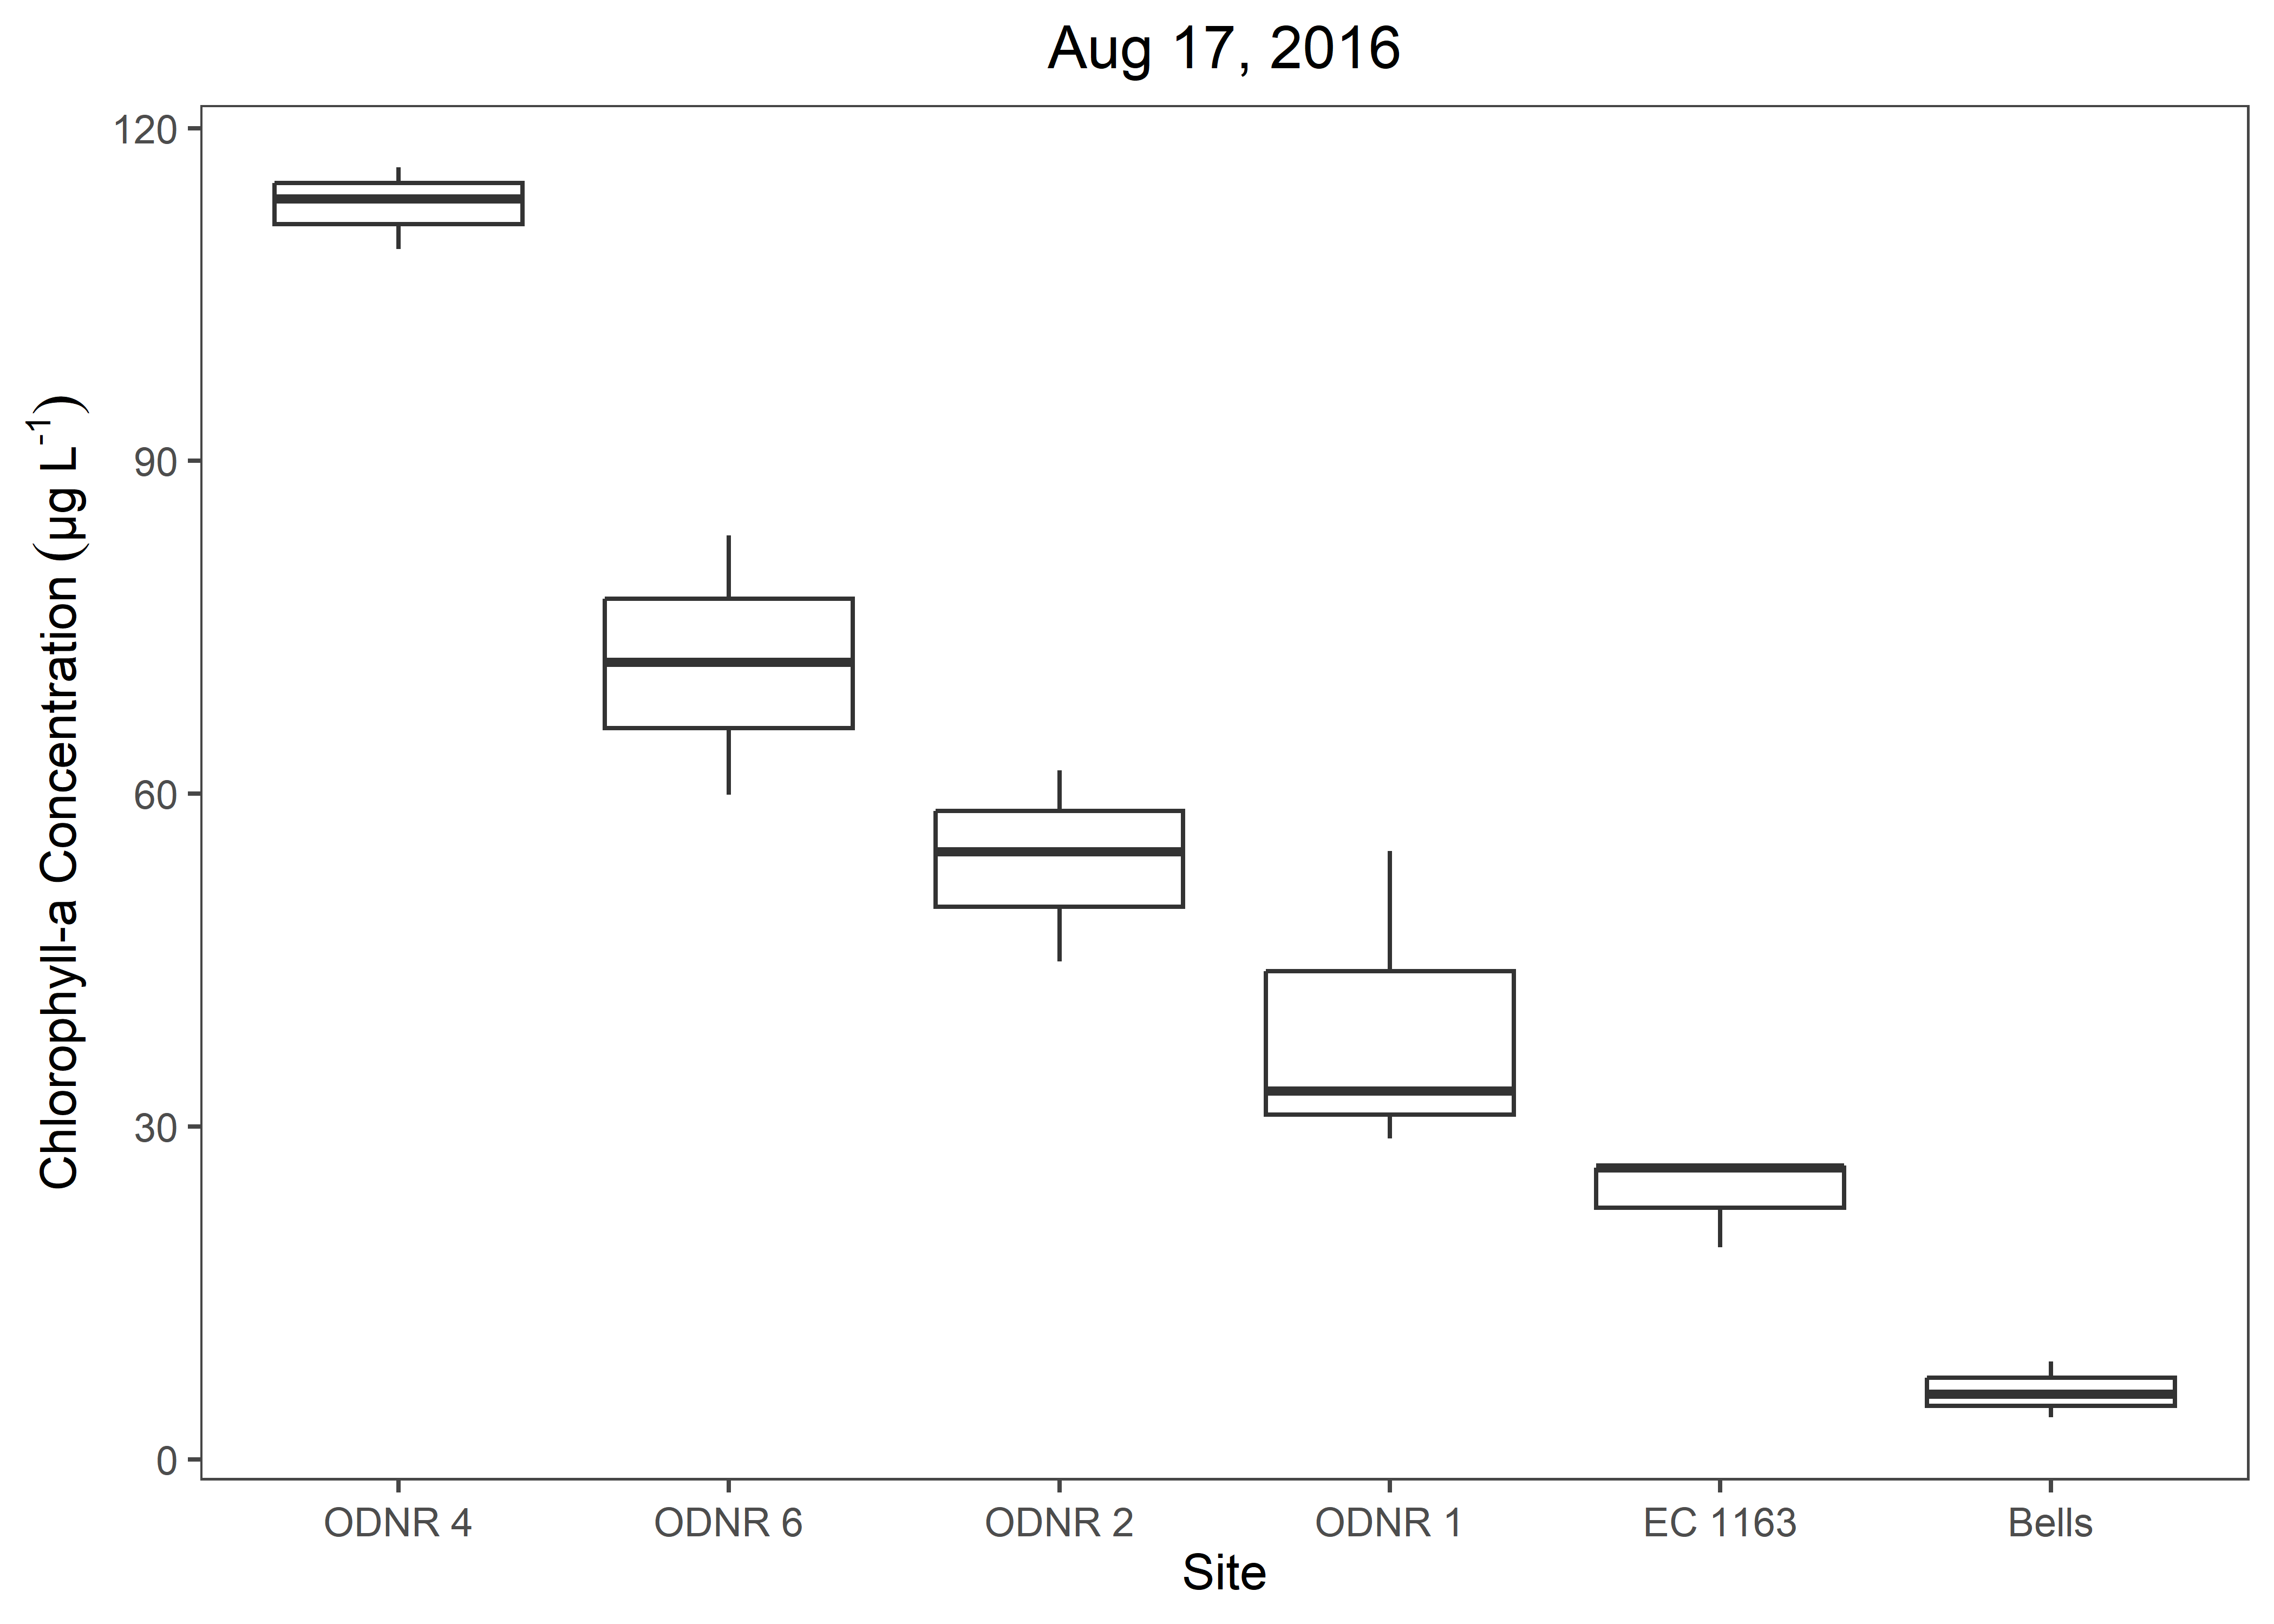 Aug 17, 2016
Chlorophyll-a Concentration (µg L⁻¹)
120
90
60
30
0
ODNR 4 ODNR 6 ODNR 2 ODNR 1 EC 1163 Bells
Site